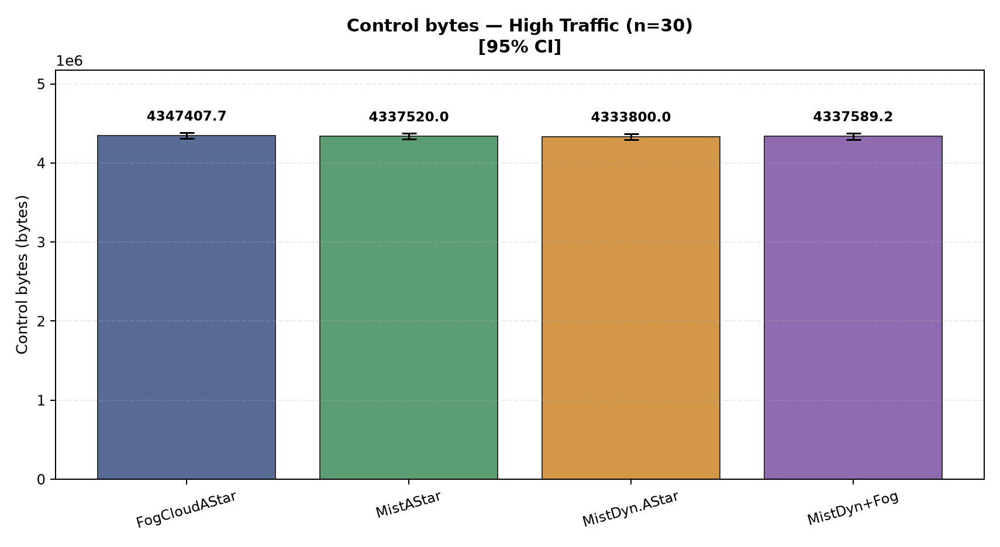 Control bytes — High Traffic (n=30)
[95% CI]
1e6
5
4
3
2
1
0
Control bytes (bytes)
4347407.7
4337520.0
4333800.0
4337589.2
FogCloudAStar
MistAStar
MistDyn.AStar
MistDyn+Fog